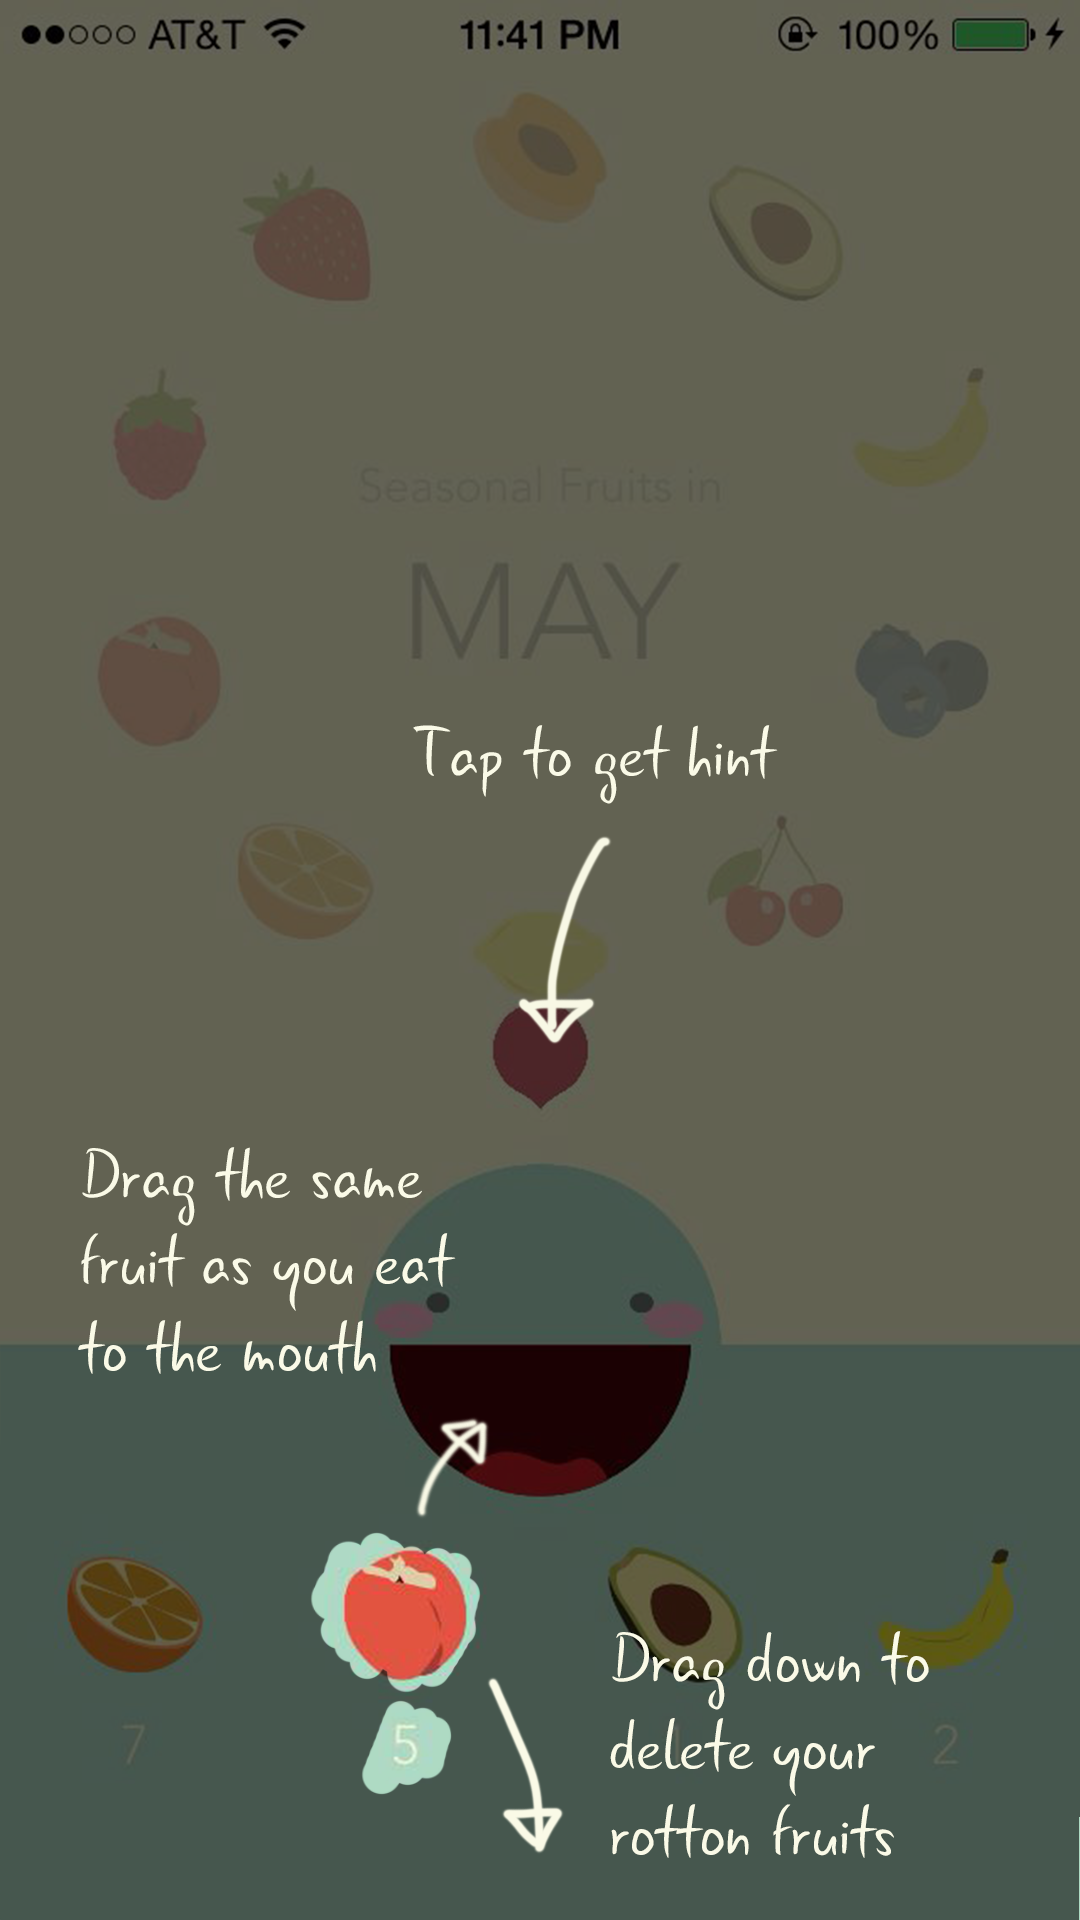 AT&T 11:41 PM 100%
Seasonal Fruits in
MAY
Tap to get hint
Drag the same
fruit as you eat
to the mouth
Drag down to
delete your
rotton fruits
7 5 1 2